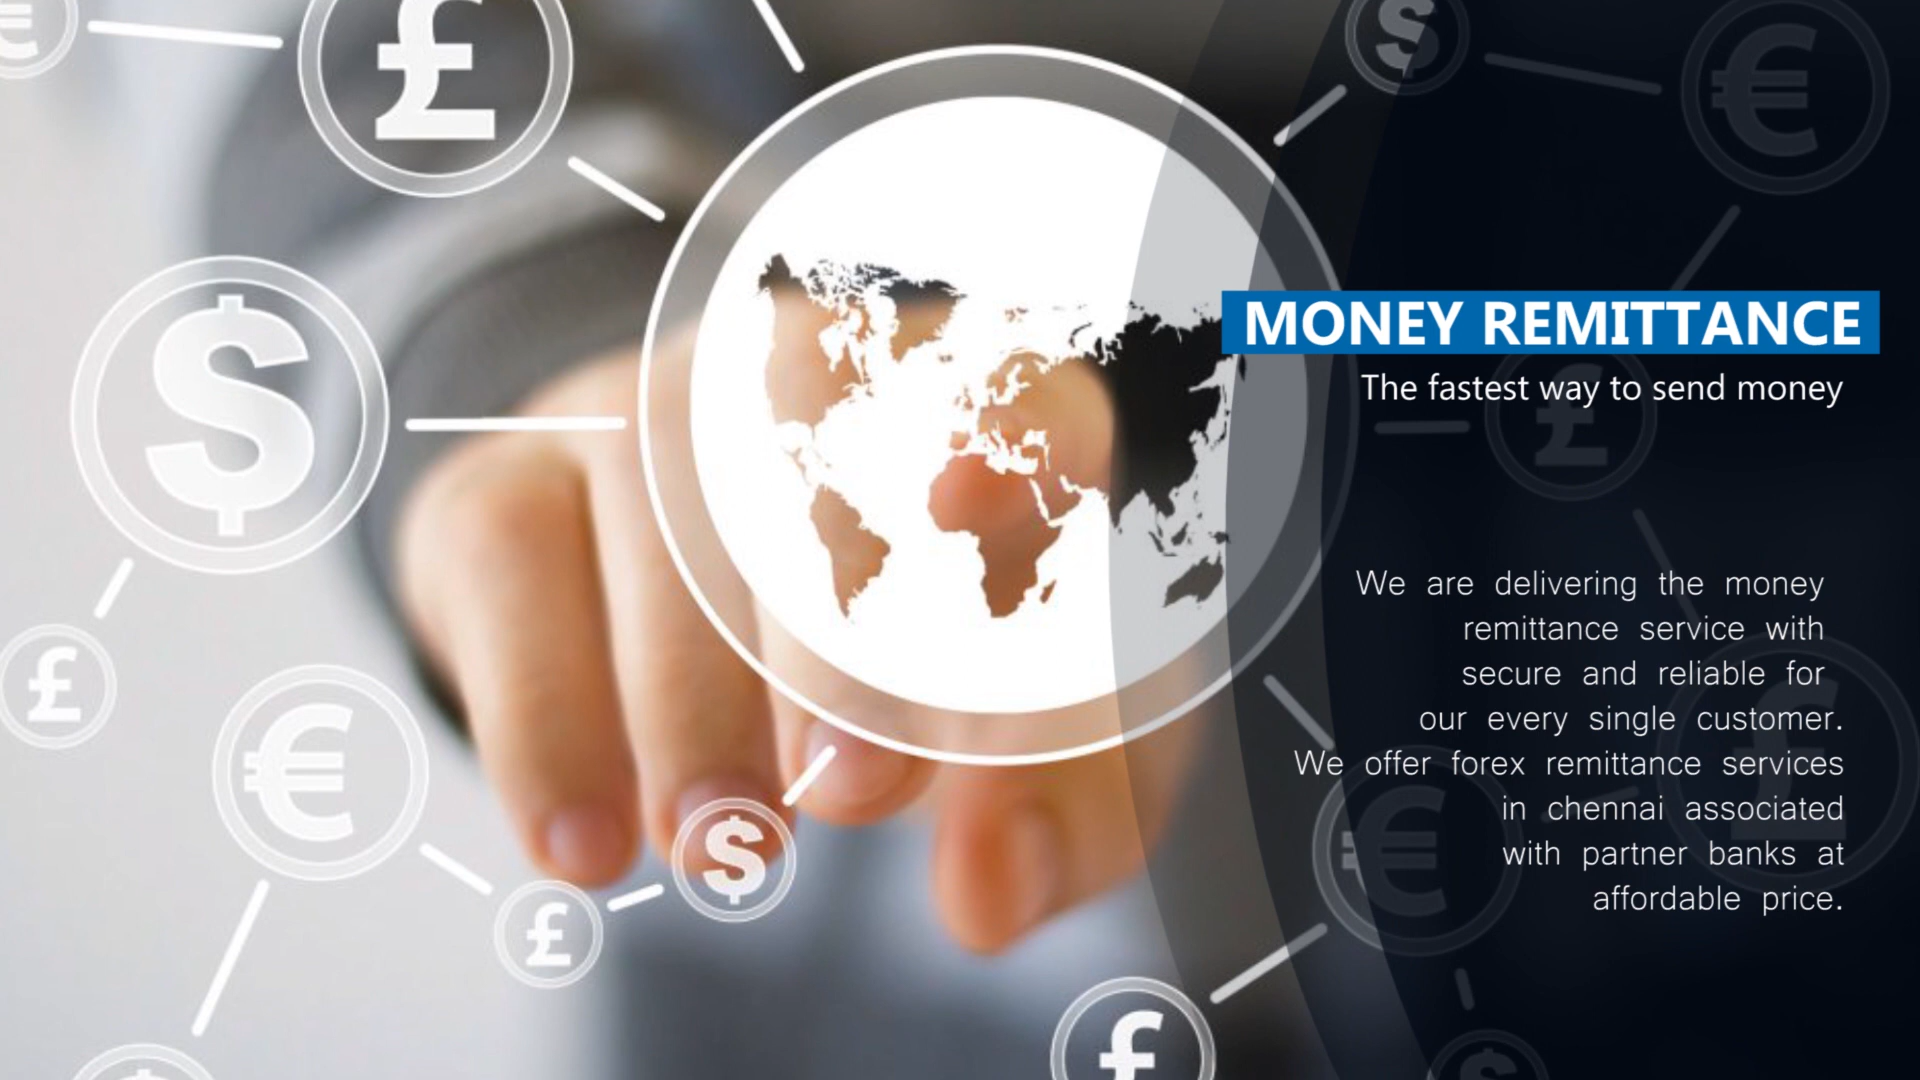 MONEY REMITTANCE
The fastest way to send money
We are delivering the money
remittance service with
secure and reliable for
our every single customer.
We offer forex remittance services
in chennai associated
with partner banks at
affordable price.